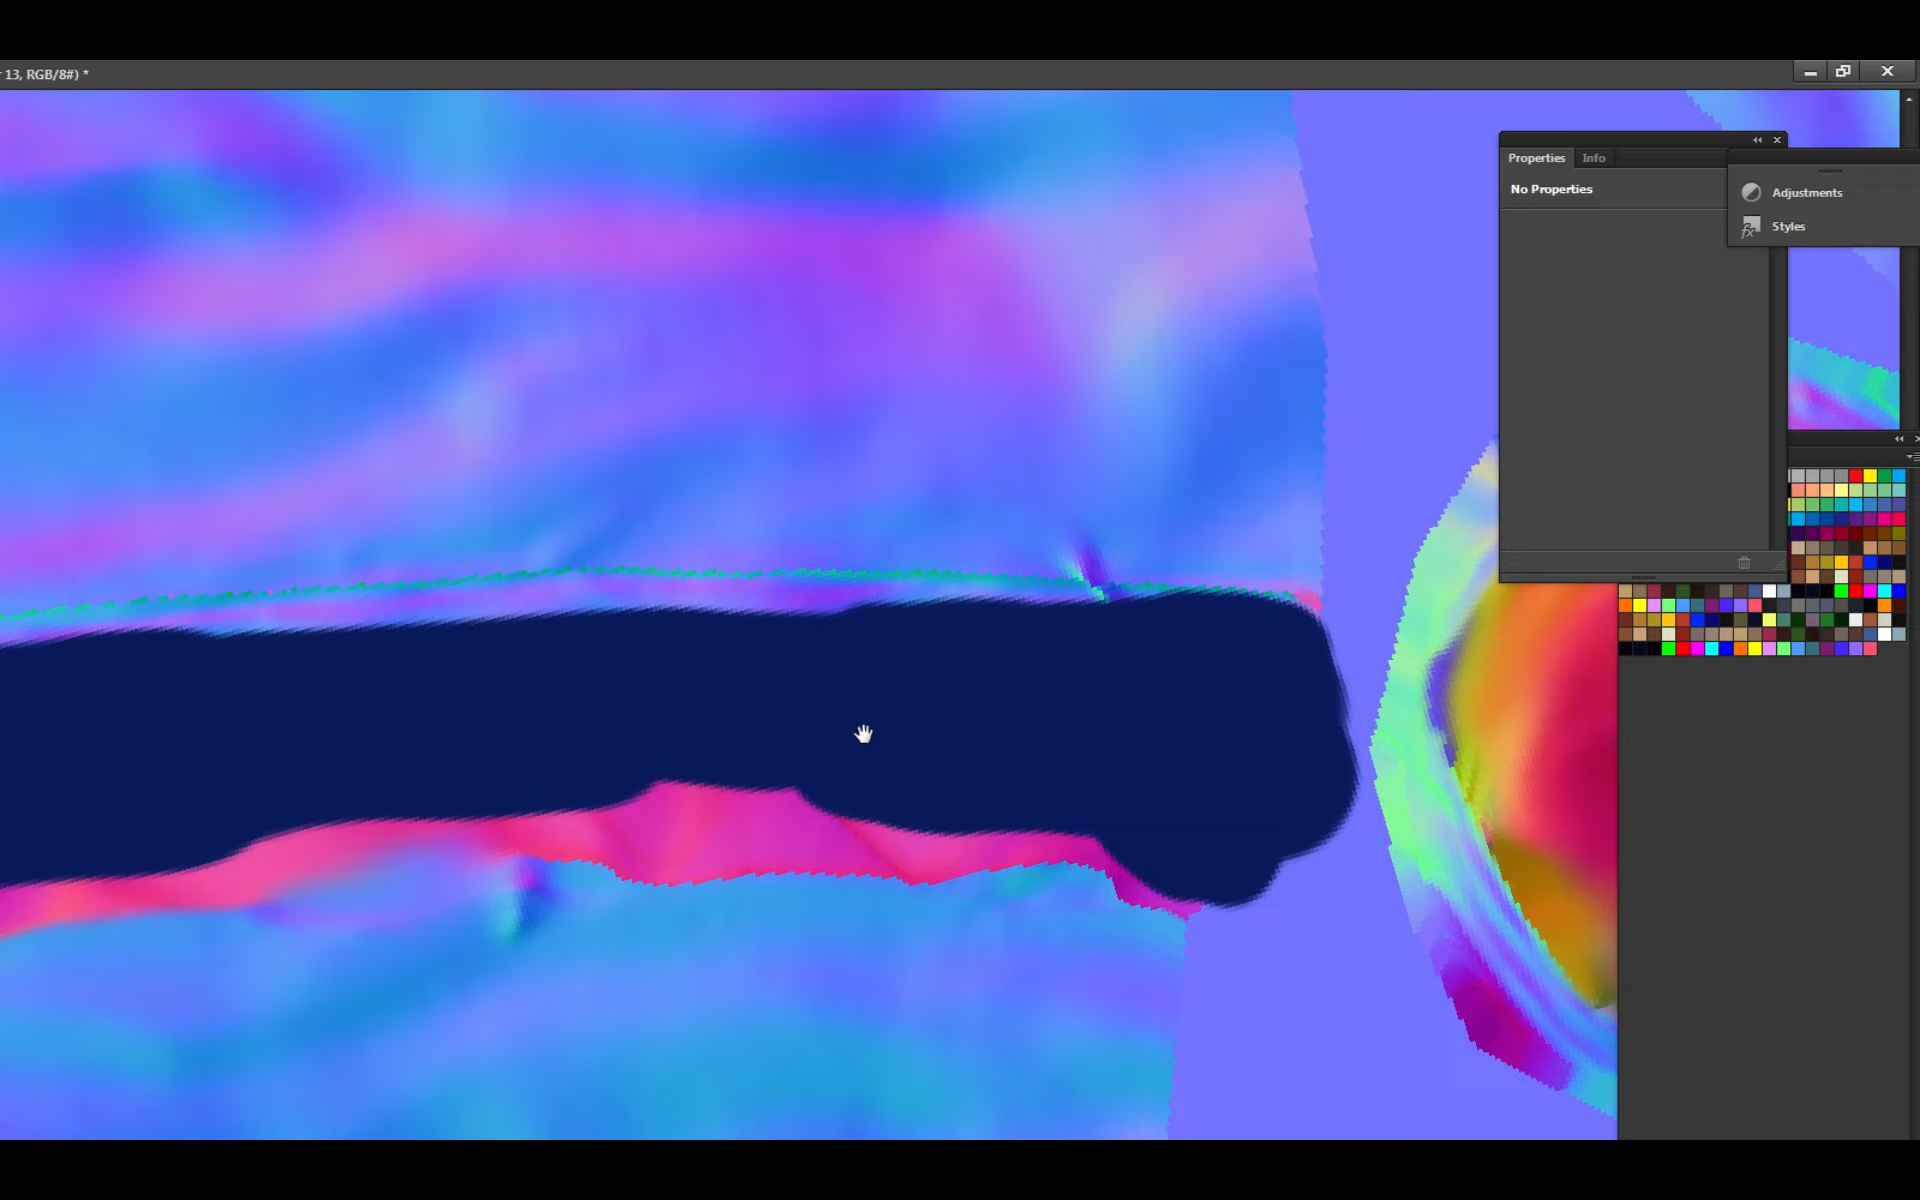 13, RGB/8#) *
Properties Info
No Properties
Adjustments
Styles